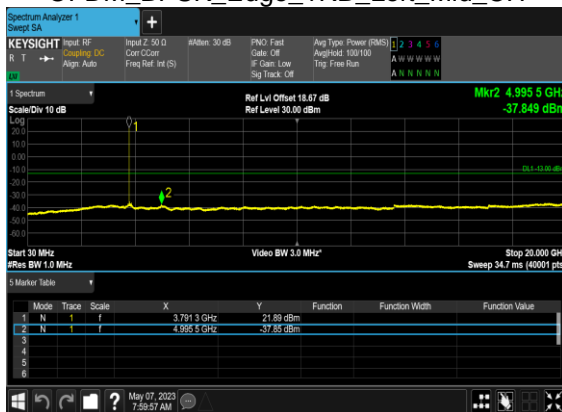 Spectrum Analyzer 1
Swept SA
+
KEYSIGHT
R T
LU
Input: RF
Coupling: DC
Align: Auto
Input Z: 50 Ω
Corr CCorr
Freq Ref: Int (S)
#Atten: 30 dB
PNO: Fast
Gate: Off
IF Gain: Low
Sig Track: Off
Avg Type: Power (RMS)
Avg|Hold: 100/100
Trig: Free Run
1 2 3 4 5 6
A W W W W W
A N N N N N
1 Spectrum
Scale/Div 10 dB
Ref Lvl Offset 18.67 dB
Ref Level 30.00 dBm
Mkr2 4.995 5 GHz
-37.849 dBm
Log
20.0
10.0
0.00
-10.0
-20.0
-30.0
-40.0
-50.0
-60.0
1
2
DL1 -13.00 dBm
Start 30 MHz
#Res BW 1.0 MHz
Video BW 3.0 MHz*
Stop 20.000 GHz
Sweep 34.7 ms (40001 pts)
5 Marker Table
Mode Trace Scale X Y Function Function Width Function Value
1 N 1 f 3.791 3 GHz 21.89 dBm
2 N 1 f 4.995 5 GHz -37.85 dBm
3
4
5
6
?
May 07, 2023
7:59:57 AM